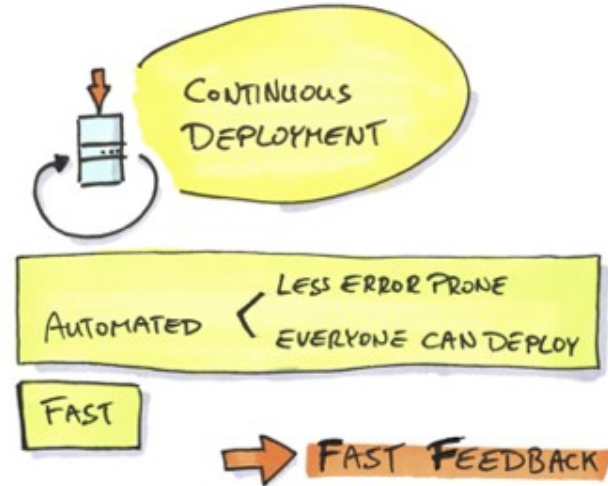 CONTINUOUS
DEPLOYMENT
AUTOMATED
LESS ERROR PRONE
EVERYONE CAN DEPLOY
FAST
FAST FEEDBACK